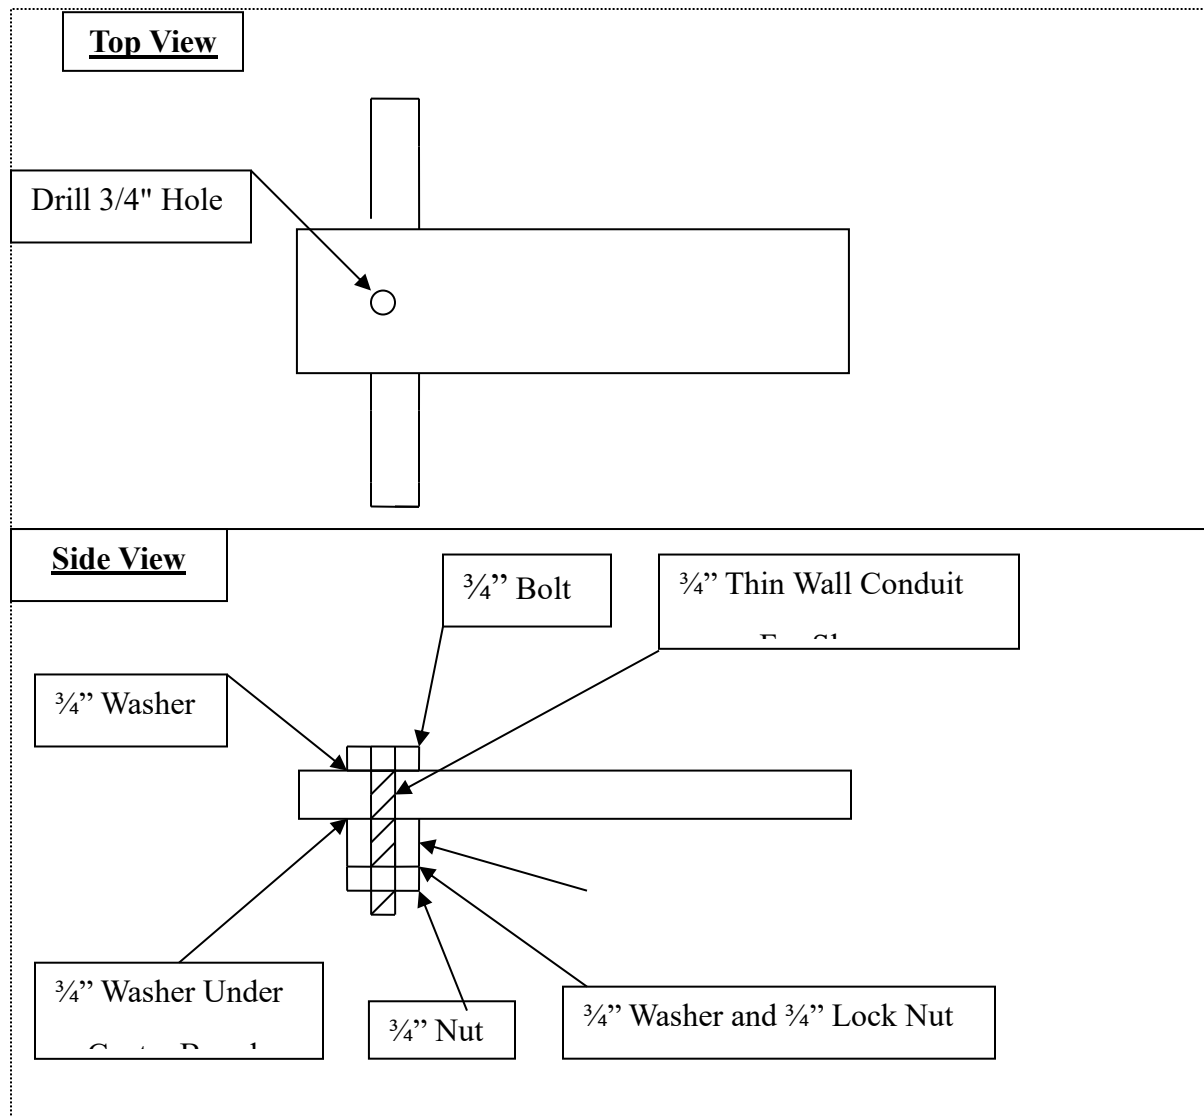 Top View
Drill 3/4" Hole
Side View
¾” Bolt
¾” Thin Wall Conduit
¾” Washer
¾” Washer Under
¾” Nut
¾” Washer and ¾” Lock Nut